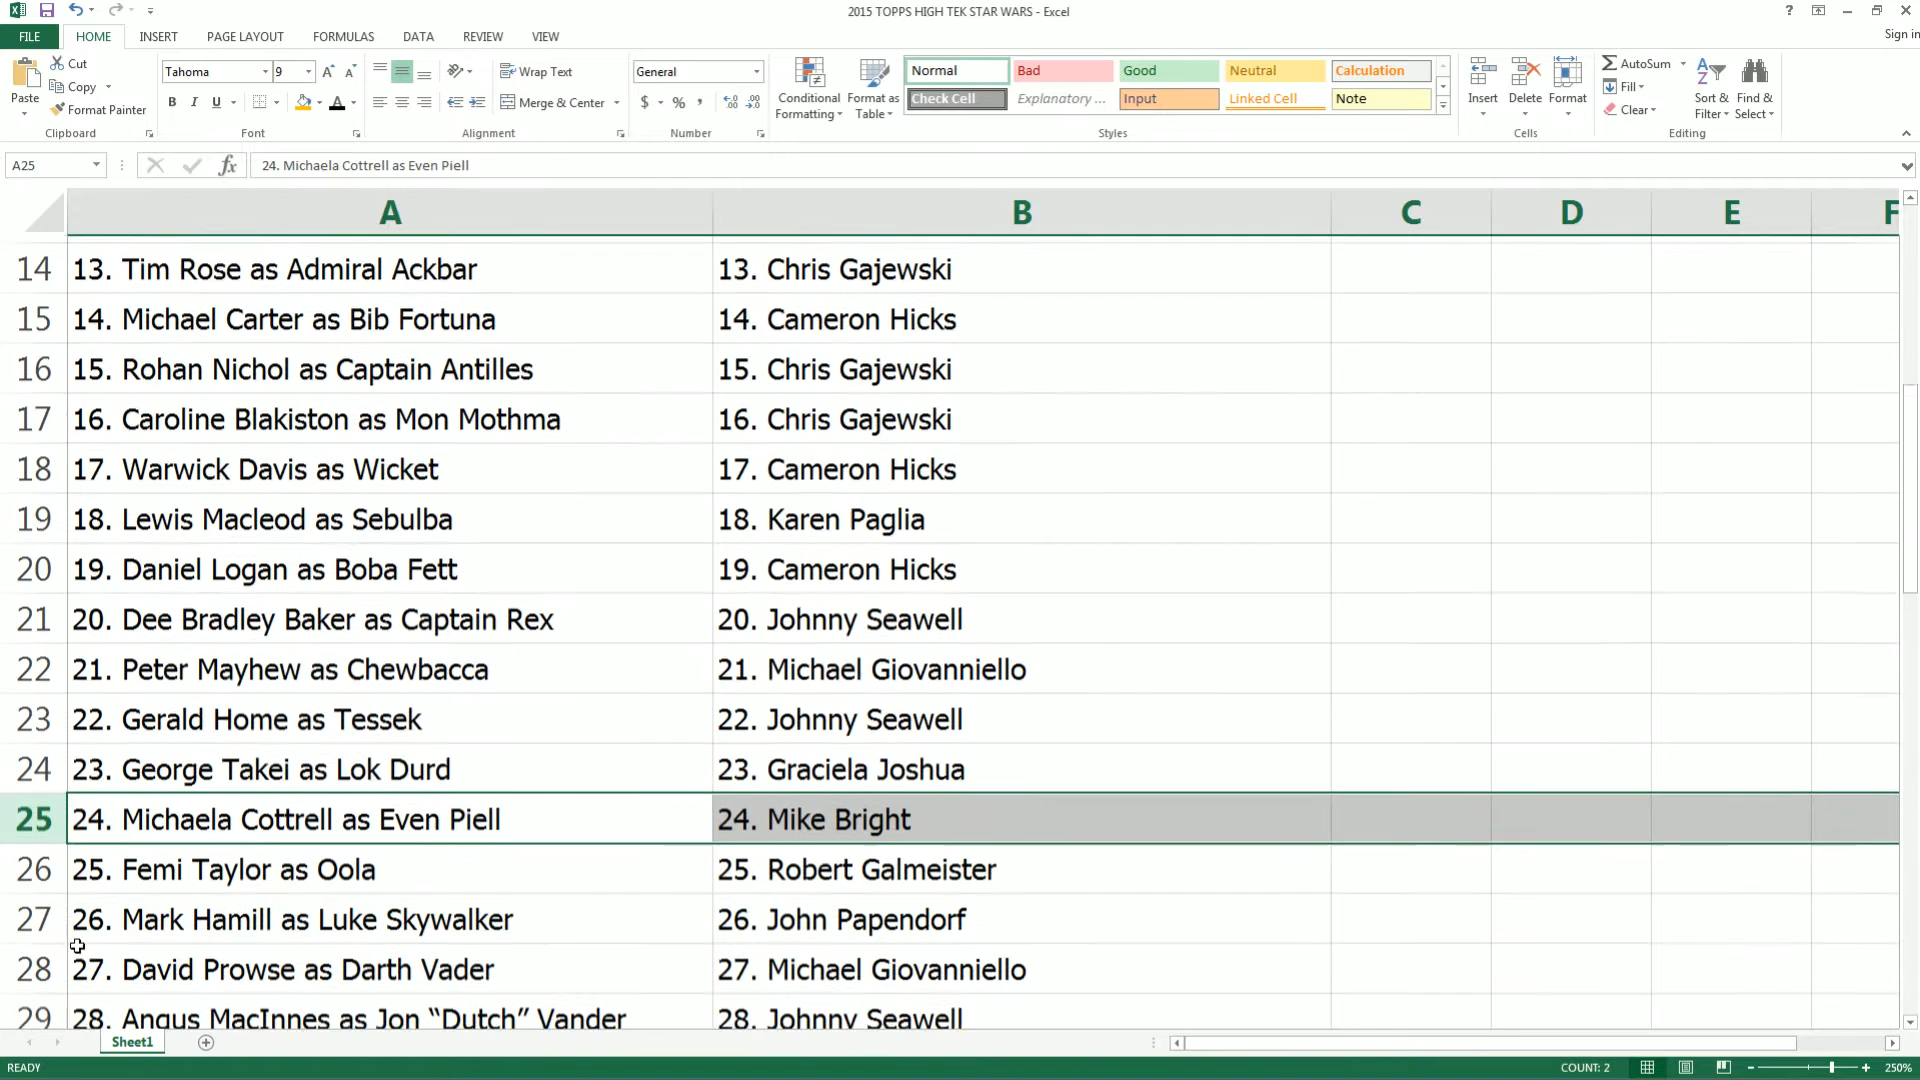 2015 TOPPS HIGH TEK STAR WARS - Excel
?
FILE HOME INSERT PAGE LAYOUT FORMULAS DATA REVIEW VIEW
Sign in
Paste
Cut
Copy
Format Painter
Clipboard
Tahoma 9
B I U
Font
Wrap Text
Merge & Center
Alignment
General
$ % ,
Number
Conditional Formatting
Format as Table
Normal Bad Good Neutral Calculation
Check Cell Explanatory ... Input Linked Cell Note
Styles
Insert Delete Format
Cells
AutoSum
Fill
Clear
Sort & Filter
Find & Select
Editing
A25 fx 24. Michaela Cottrell as Even Piell
A B C D E F
14 13. Tim Rose as Admiral Ackbar 13. Chris Gajewski
15 14. Michael Carter as Bib Fortuna 14. Cameron Hicks
16 15. Rohan Nichol as Captain Antilles 15. Chris Gajewski
17 16. Caroline Blakiston as Mon Mothma 16. Chris Gajewski
18 17. Warwick Davis as Wicket 17. Cameron Hicks
19 18. Lewis Macleod as Sebulba 18. Karen Paglia
20 19. Daniel Logan as Boba Fett 19. Cameron Hicks
21 20. Dee Bradley Baker as Captain Rex 20. Johnny Seawell
22 21. Peter Mayhew as Chewbacca 21. Michael Giovanniello
23 22. Gerald Home as Tessek 22. Johnny Seawell
24 23. George Takei as Lok Durd 23. Graciela Joshua
25 24. Michaela Cottrell as Even Piell 24. Mike Bright
26 25. Femi Taylor as Oola 25. Robert Galmeister
27 26. Mark Hamill as Luke Skywalker 26. John Papendorf
28 27. David Prowse as Darth Vader 27. Michael Giovanniello
29 28. Angus MacInnes as Jon “Dutch” Vander 28. Johnny Seawell
Sheet1
READY COUNT: 2 250%